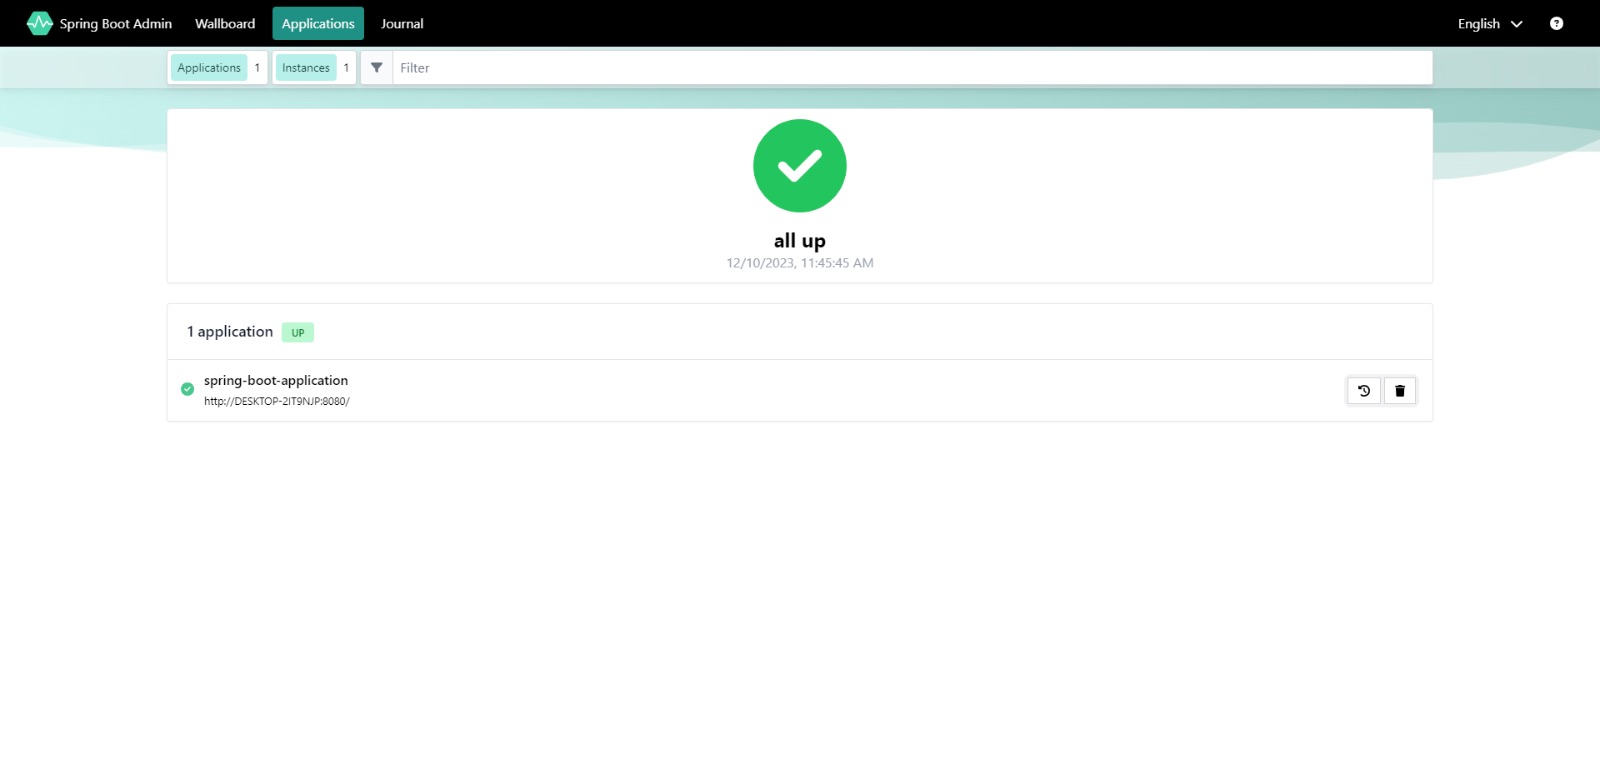 Spring Boot Admin Wallboard Applications Journal English
Applications 1 Instances 1 Filter
all up
12/10/2023, 11:45:45 AM
1 application UP
spring-boot-application
http://DESKTOP-2IT9NJP:8080/